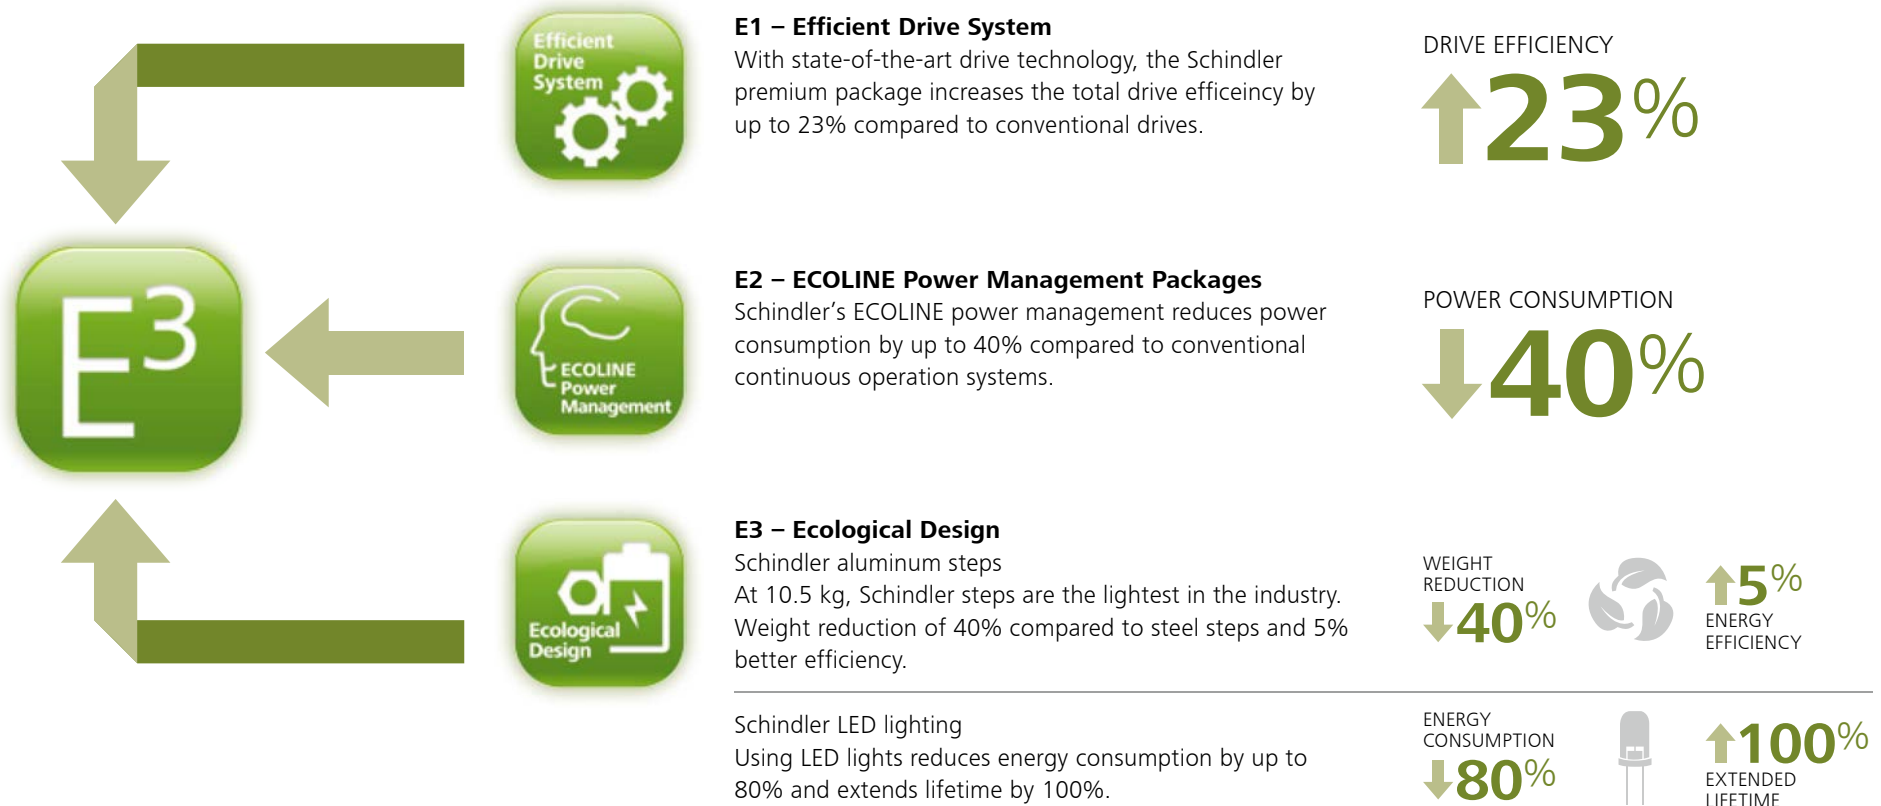 Efficient
Drive
System
E1 – Efficient Drive System
With state-of-the-art drive technology, the Schindler
premium package increases the total drive efficeincy by
up to 23% compared to conventional drives.
DRIVE EFFICIENCY
23%
E3
ECOLINE
Power
Management
E2 – ECOLINE Power Management Packages
Schindler’s ECOLINE power management reduces power
consumption by up to 40% compared to conventional
continuous operation systems.
POWER CONSUMPTION
40%
Ecological
Design
E3 – Ecological Design
Schindler aluminum steps
At 10.5 kg, Schindler steps are the lightest in the industry.
Weight reduction of 40% compared to steel steps and 5%
better efficiency.
WEIGHT
REDUCTION
40%
5%
ENERGY
EFFICIENCY
Schindler LED lighting
Using LED lights reduces energy consumption by up to
80% and extends lifetime by 100%.
ENERGY
CONSUMPTION
80%
100%
EXTENDED
LIFETIME